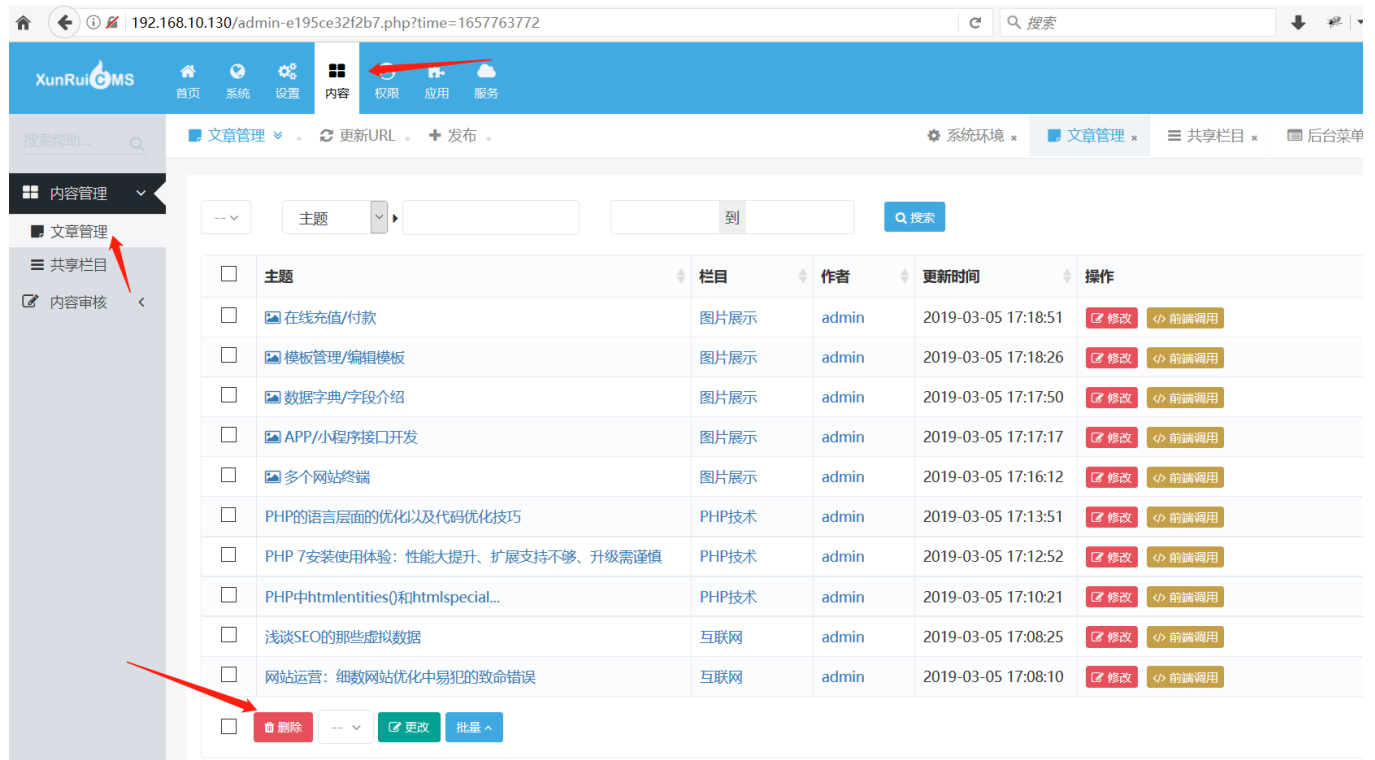 192.168.10.130/admin-e195ce32f2b7.php?time=1657763772
搜索
XunRuiCMS
首页 系统 设置 内容 权限 应用 服务
搜索帮助...
文章管理 更新URL 发布 系统环境 × 文章管理 × 共享栏目 × 后台菜单
内容管理
文章管理
共享栏目
内容审核
-- 主题 到 搜索
主题 栏目 作者 更新时间 操作
在线充值/付款 图片展示 admin 2019-03-05 17:18:51 修改 </> 前端调用
模板管理/编辑模板 图片展示 admin 2019-03-05 17:18:26 修改 </> 前端调用
数据字典/字段介绍 图片展示 admin 2019-03-05 17:17:50 修改 </> 前端调用
APP/小程序接口开发 图片展示 admin 2019-03-05 17:17:17 修改 </> 前端调用
多个网站终端 图片展示 admin 2019-03-05 17:16:12 修改 </> 前端调用
PHP的语言层面的优化以及代码优化技巧 PHP技术 admin 2019-03-05 17:13:51 修改 </> 前端调用
PHP 7安装使用体验：性能大提升、扩展支持不够、升级需谨慎 PHP技术 admin 2019-03-05 17:12:52 修改 </> 前端调用
PHP中htmlentities()和htmlspecial... PHP技术 admin 2019-03-05 17:10:21 修改 </> 前端调用
浅谈SEO的那些虚拟数据 互联网 admin 2019-03-05 17:08:25 修改 </> 前端调用
网站运营：细数网站优化中易犯的致命错误 互联网 admin 2019-03-05 17:08:10 修改 </> 前端调用
删除 -- 更改 批量